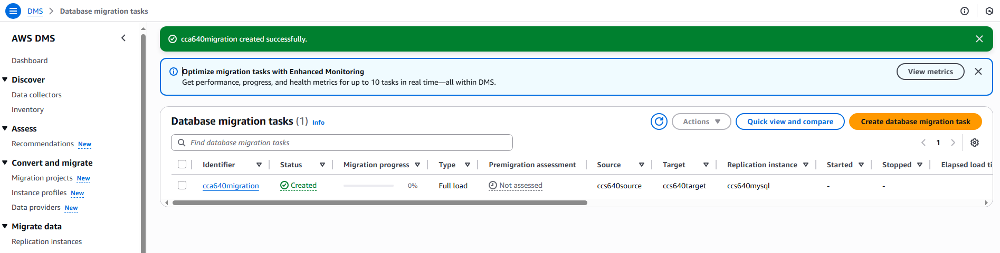 DMS > Database migration tasks
AWS DMS
Dashboard
Discover
Data collectors
Inventory
Assess
Recommendations New
Convert and migrate
Migration projects New
Instance profiles New
Data providers New
Migrate data
Replication instances
cca640migration created successfully.
Optimize migration tasks with Enhanced Monitoring
Get performance, progress, and health metrics for up to 10 tasks in real time—all within DMS.
View metrics
Database migration tasks (1) Info
Actions
Quick view and compare
Create database migration task
Find database migration tasks
1
Identifier Status Migration progress Type Premigration assessment Source Target Replication instance Started Stopped Elapsed load ti
cca640migration Created 0% Full load Not assessed ccs640source ccs640target ccs640mysql - -